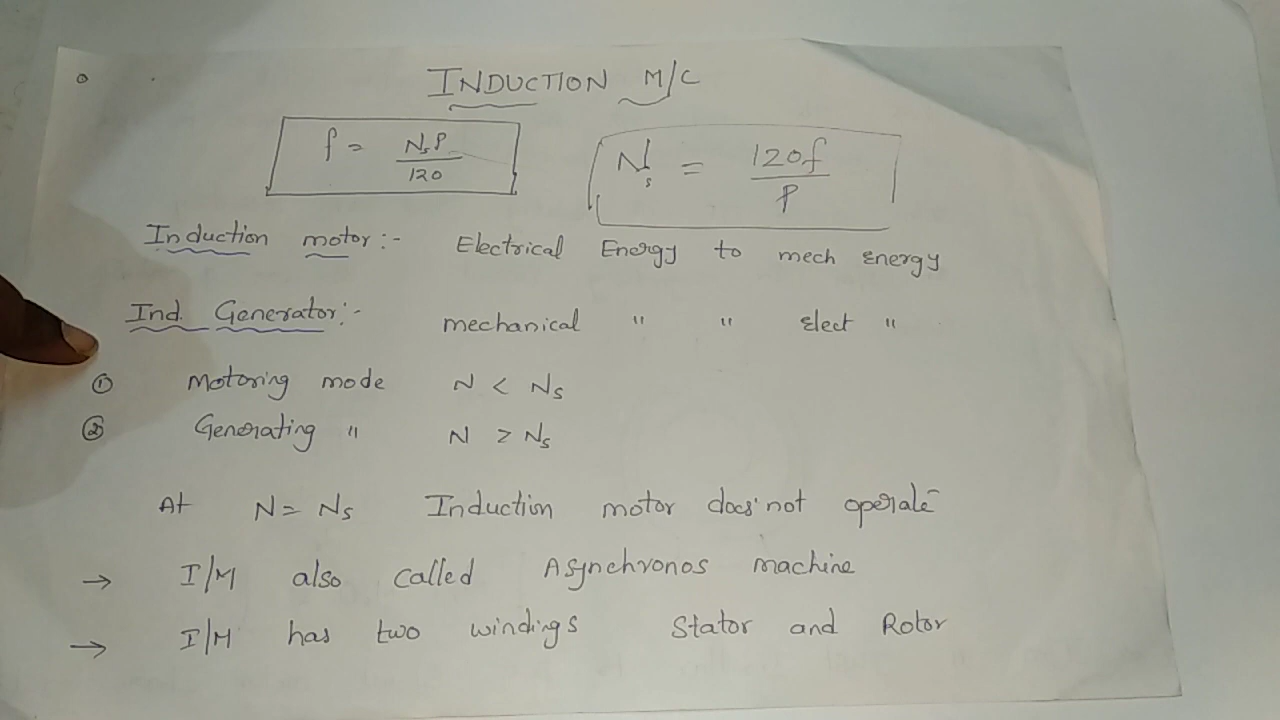 INDUCTION M/C
f = NsP / 120
Ns = 120f / P
Induction motor :- Electrical Energy to mech Energy
Ind. Generator :- mechanical " " Elect "
① Motoring mode N < Ns
② Generating " N > Ns
At N = Ns Induction motor does'not operate
→ I/M also called Asynchronos machine
→ I/M has two windings Stator and Rotor